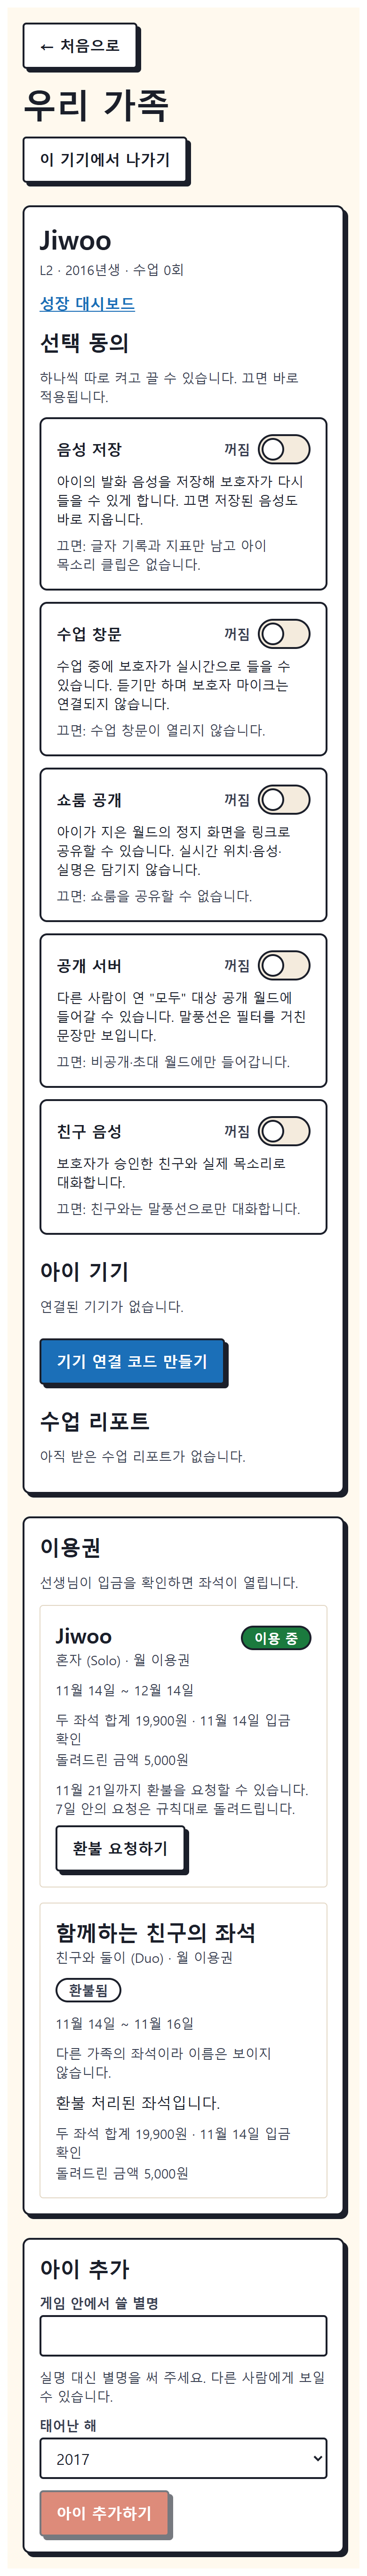 ← 처음으로
우리 가족
이 기기에서 나가기
Jiwoo
L2 · 2016년생 · 수업 0회
성장 대시보드
선택 동의
하나씩 따로 켜고 끌 수 있습니다. 끄면 바로
적용됩니다.
음성 저장 꺼짐
아이의 발화 음성을 저장해 보호자가 다시
들을 수 있게 합니다. 끄면 저장된 음성도
바로 지웁니다.
끄면: 글자 기록과 지표만 남고 아이
목소리 클립은 없습니다.
수업 창문 꺼짐
수업 중에 보호자가 실시간으로 들을 수
있습니다. 듣기만 하며 보호자 마이크는
연결되지 않습니다.
끄면: 수업 창문이 열리지 않습니다.
쇼룸 공개 꺼짐
아이가 지은 월드의 정지 화면을 링크로
공유할 수 있습니다. 실시간 위치·음성·
실명은 담기지 않습니다.
끄면: 쇼룸을 공유할 수 없습니다.
공개 서버 꺼짐
다른 사람이 연 "모두" 대상 공개 월드에
들어갈 수 있습니다. 말풍선은 필터를 거친
문장만 보입니다.
끄면: 비공개·초대 월드에만 들어갑니다.
친구 음성 꺼짐
보호자가 승인한 친구와 실제 목소리로
대화합니다.
끄면: 친구와는 말풍선으로만 대화합니다.
아이 기기
연결된 기기가 없습니다.
기기 연결 코드 만들기
수업 리포트
아직 받은 수업 리포트가 없습니다.
이용권
선생님이 입금을 확인하면 좌석이 열립니다.
Jiwoo 이용 중
혼자 (Solo) · 월 이용권
11월 14일 ~ 12월 14일
두 좌석 합계 19,900원 · 11월 14일 입금
확인
돌려드린 금액 5,000원
11월 21일까지 환불을 요청할 수 있습니다.
7일 안의 요청은 규칙대로 돌려드립니다.
환불 요청하기
함께하는 친구의 좌석
친구와 둘이 (Duo) · 월 이용권
환불됨
11월 14일 ~ 11월 16일
다른 가족의 좌석이라 이름은 보이지
않습니다.
환불 처리된 좌석입니다.
두 좌석 합계 19,900원 · 11월 14일 입금
확인
돌려드린 금액 5,000원
아이 추가
게임 안에서 쓸 별명
실명 대신 별명을 써 주세요. 다른 사람에게 보일
수 있습니다.
태어난 해
2017
아이 추가하기